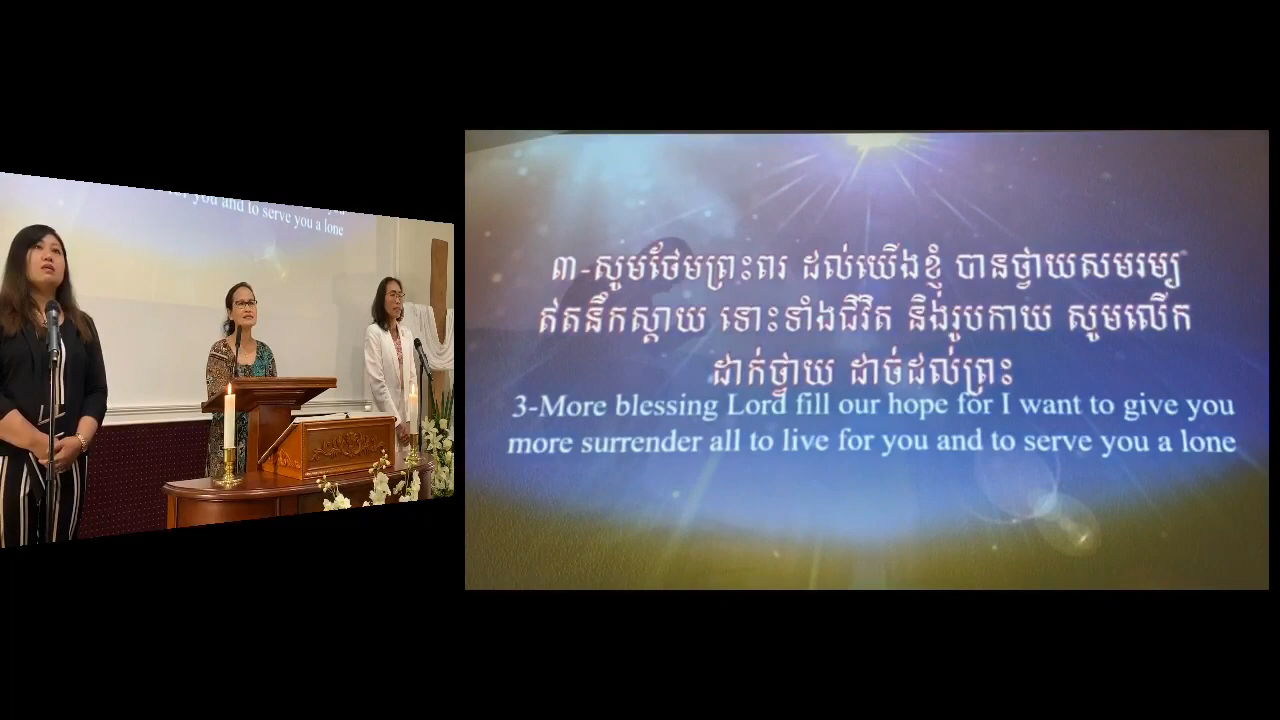 you and to serve you a lone
៣-សូមថែមព្រះពរ ដល់យើងខ្ញុំ បានថ្វាយសមរម្យ
ឥតនឹកស្តាយ ទោះទាំងជីវិត និងរូបកាយ សូមលើក
ដាក់ថ្វាយ ដាច់ដល់ព្រះ
3-More blessing Lord fill our hope for I want to give you
more surrender all to live for you and to serve you a lone